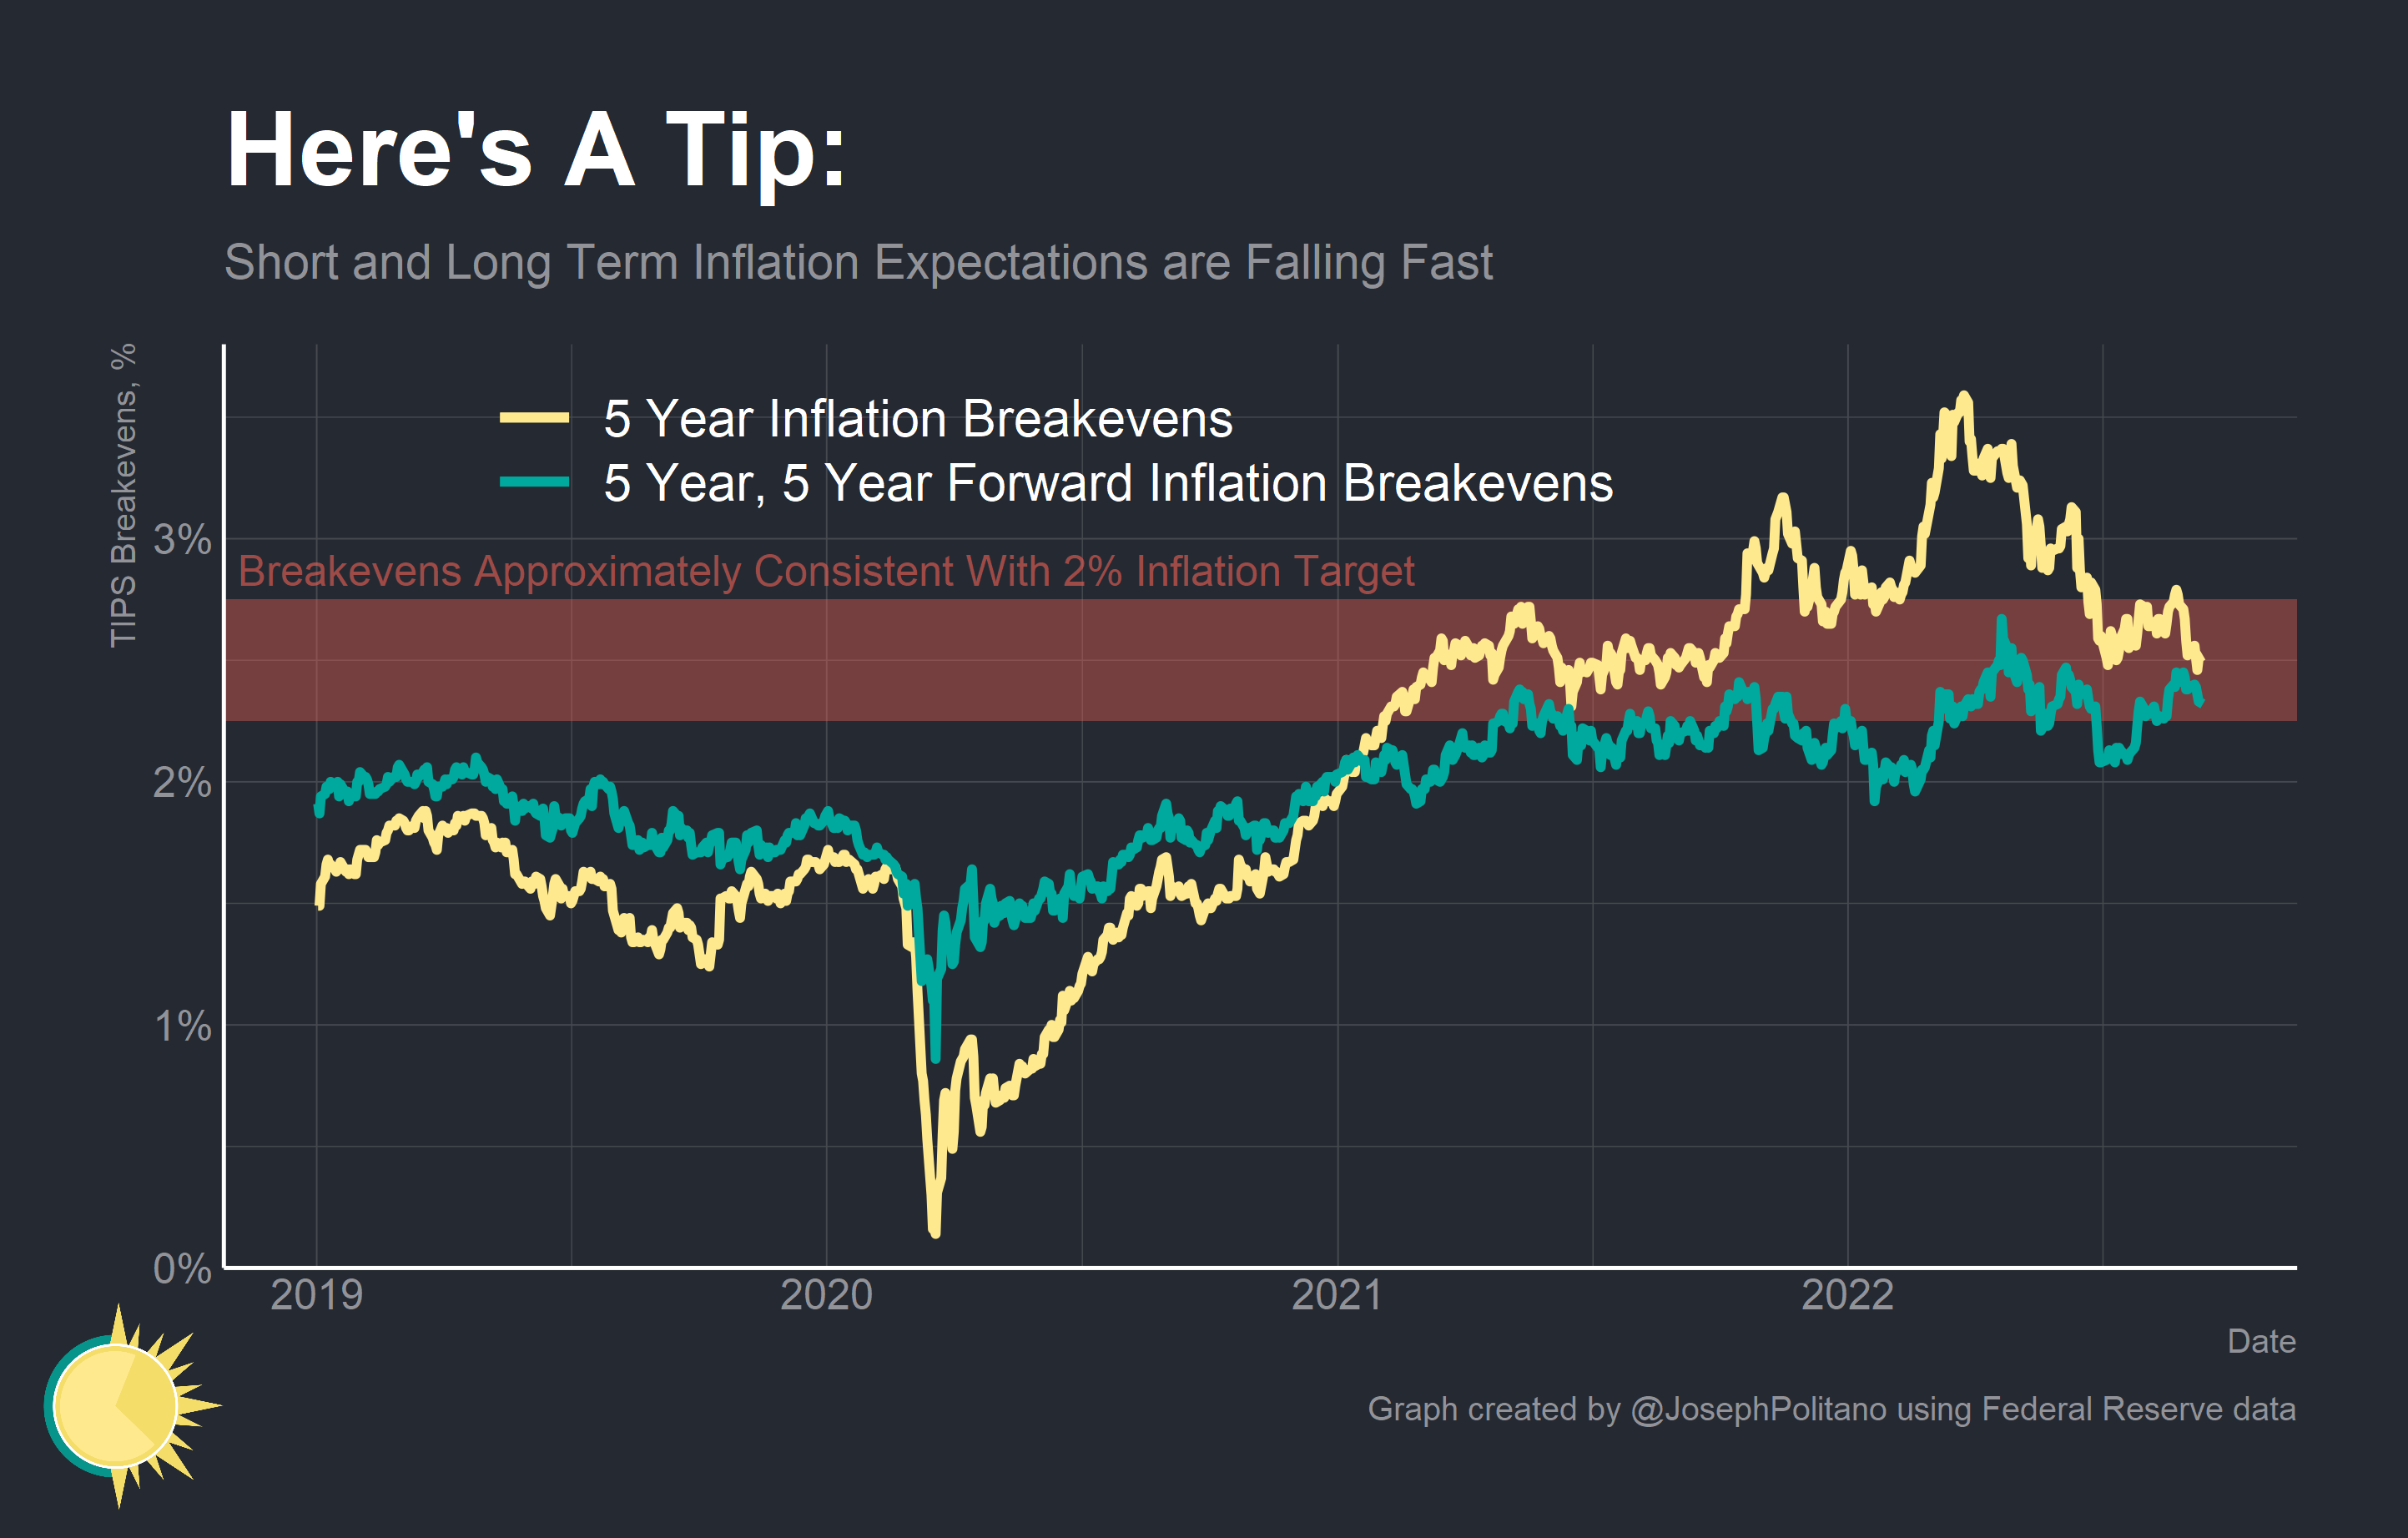 Here's A Tip:
Short and Long Term Inflation Expectations are Falling Fast
TIPS Breakevens, %
5 Year Inflation Breakevens
5 Year, 5 Year Forward Inflation Breakevens
3%
Breakevens Approximately Consistent With 2% Inflation Target
2%
1%
0%
2019 2020 2021 2022
Date
Graph created by @JosephPolitano using Federal Reserve data